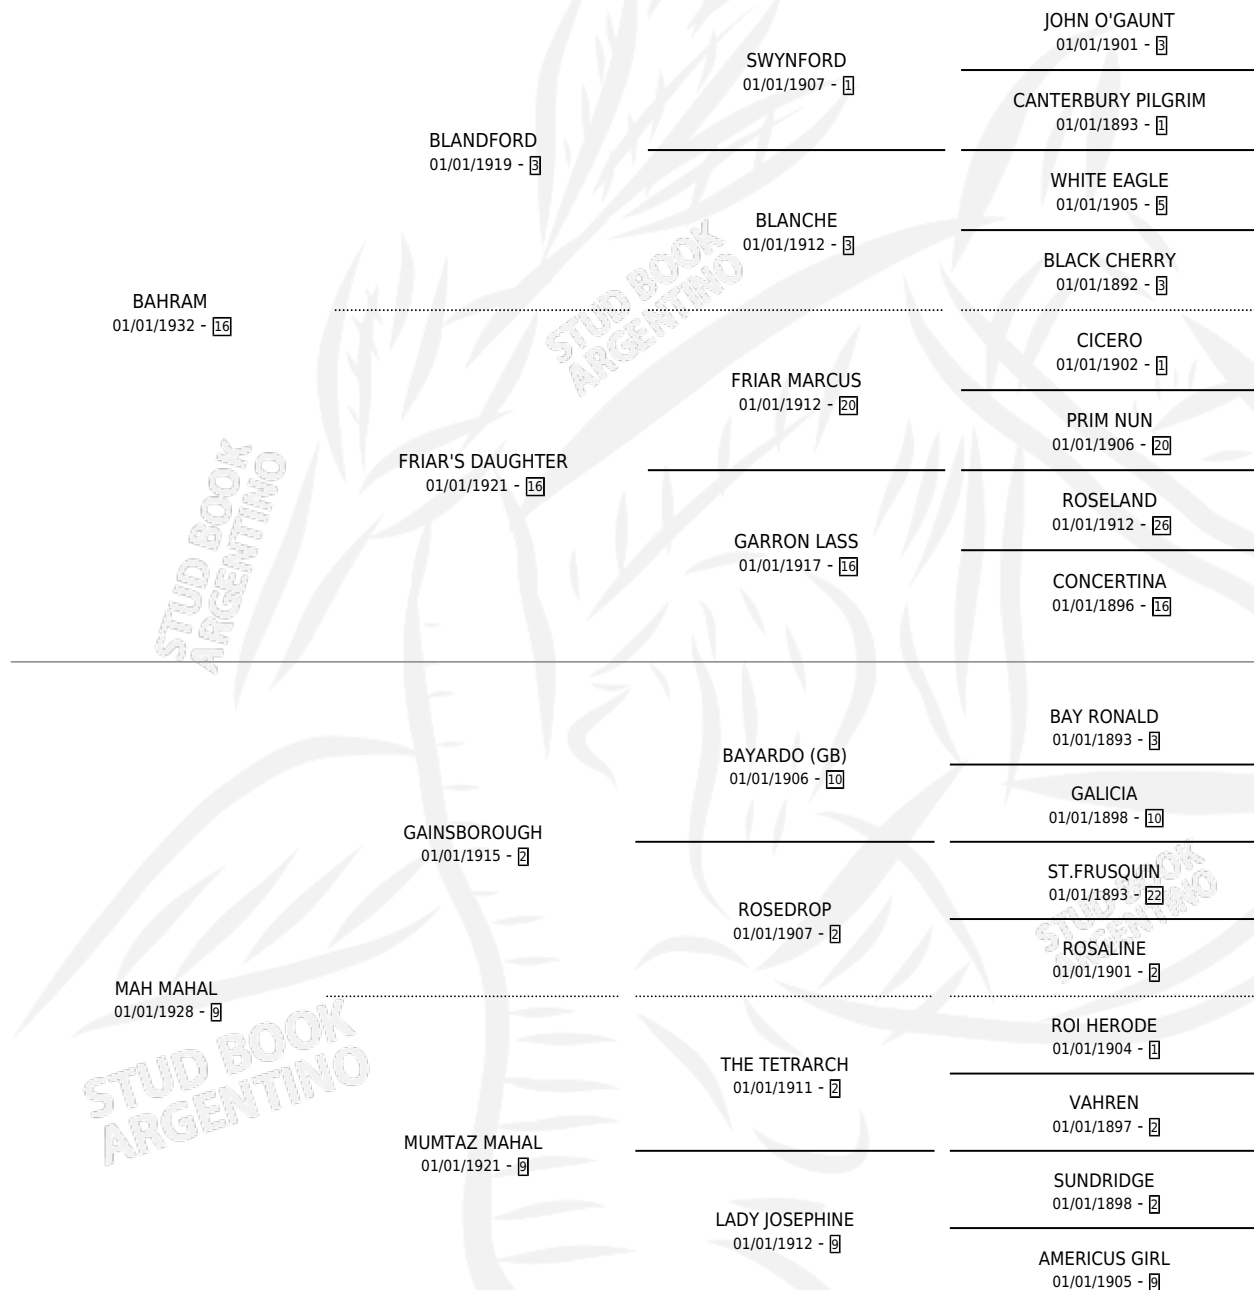 JOHN O'GAUNT
01/01/1901 - 3
SWYNFORD
01/01/1907 - 1
CANTERBURY PILGRIM
01/01/1893 - 1
BLANDFORD
01/01/1919 - 3
WHITE EAGLE
01/01/1905 - 5
BLANCHE
01/01/1912 - 3
BLACK CHERRY
01/01/1892 - 3
BAHRAM
01/01/1932 - 16
CICERO
01/01/1902 - 1
FRIAR MARCUS
01/01/1912 - 20
PRIM NUN
01/01/1906 - 20
FRIAR'S DAUGHTER
01/01/1921 - 16
ROSELAND
01/01/1912 - 26
GARRON LASS
01/01/1917 - 16
CONCERTINA
01/01/1896 - 16
BAY RONALD
01/01/1893 - 3
BAYARDO (GB)
01/01/1906 - 10
GALICIA
01/01/1898 - 10
GAINSBOROUGH
01/01/1915 - 2
ST.FRUSQUIN
01/01/1893 - 22
ROSEDROP
01/01/1907 - 2
ROSALINE
01/01/1901 - 2
MAH MAHAL
01/01/1928 - 9
ROI HERODE
01/01/1904 - 1
THE TETRARCH
01/01/1911 - 2
VAHREN
01/01/1897 - 2
MUMTAZ MAHAL
01/01/1921 - 9
SUNDRIDGE
01/01/1898 - 2
LADY JOSEPHINE
01/01/1912 - 9
AMERICUS GIRL
01/01/1905 - 9
STUD BOOK
ARGENTINO
STUD BOOK
ARGENTINO
STUD BOOK
ARGENTINO
STUD BOOK
ARGENTINO